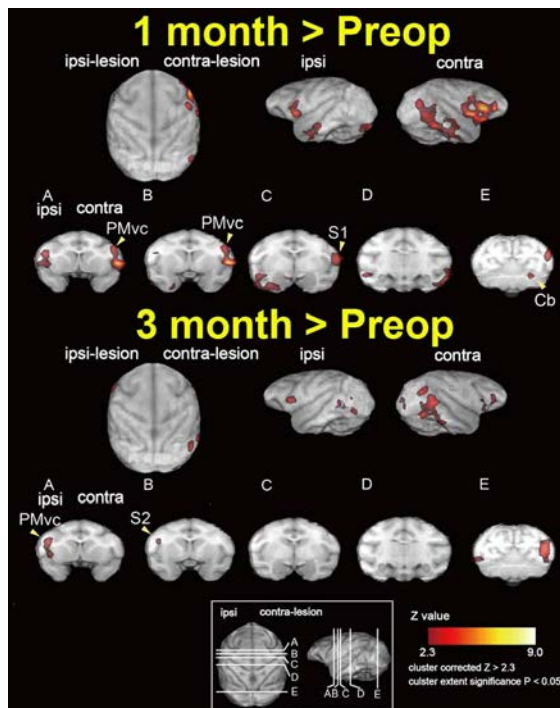 1 month > Preop
ipsi-lesion contra-lesion ipsi contra
A B C D E
ipsi contra
PMvc PMvc S1
Cb
3 month > Preop
ipsi-lesion contra-lesion ipsi contra
A B C D E
ipsi contra
PMvc S2
ipsi contra-lesion
A
B
C
D
E
AB C D E
Z value
2.3 9.0
cluster corrected Z > 2.3
culster extent significance P < 0.05